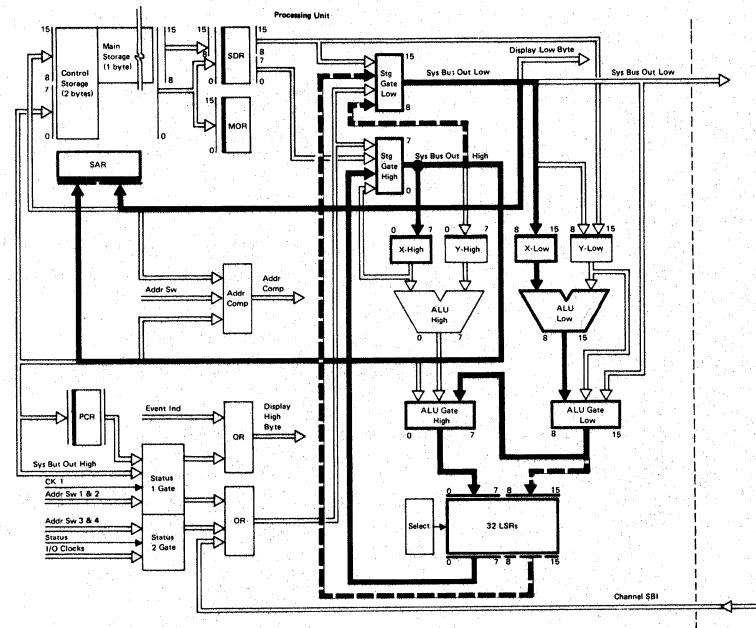 Processing Unit
15
15
15
15
15
Main
Storage
(1 byte)
Control
Storage
(2 bytes)
8
7
0
8
0
SDR
8
7
0
15
MOR
0
Stg
Gate
Low
8
Display Low Byte
Sys Bus Out Low
Sys Bus Out Low
7
Stg
Gate
High
0
Sys Bus Out High
SAR
0 7
0 7
8 15
8 15
X-High
Y-High
X-Low
Y-Low
Addr Sw
Addr
Comp
Addr
Comp
ALU
High
0 7
ALU
Low
8 15
PCR
Event Ind
OR
Display
High
Byte
ALU Gate
High
0 7
ALU Gate
Low
8 15
Sys But Out High
CK 1
Addr Sw 1 & 2
Status
1 Gate
Addr Sw 3 & 4
Status
I/O Clocks
Status
2 Gate
OR
0 7 8 15
Select
32 LSRs
0 7 8 15
Channel SBI